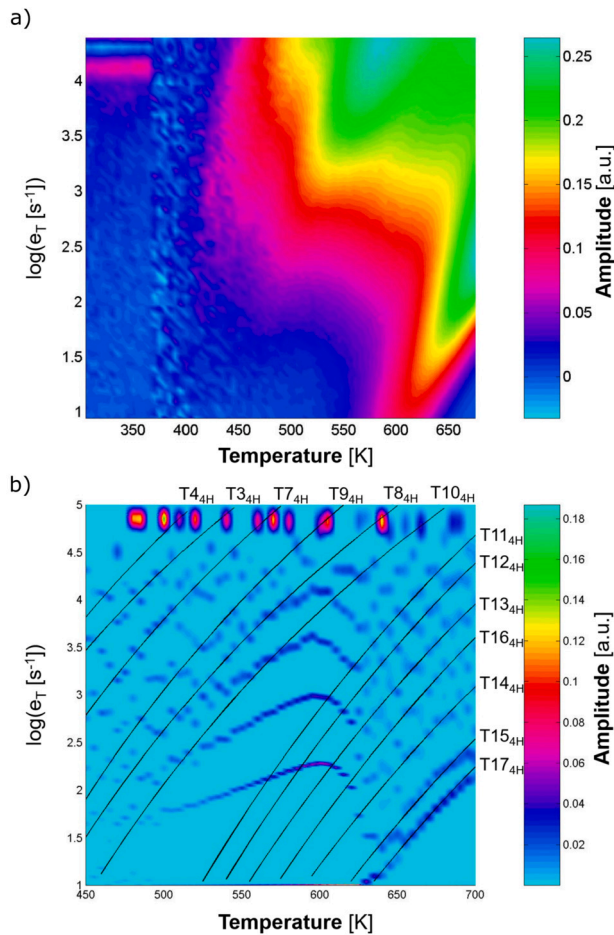 a)
4
3.5
3
2.5
2
1.5
1
log(e_T [s⁻¹])
350 400 450 500 550 600 650
Temperature [K]
0.25
0.2
0.15
0.1
0.05
0
Amplitude [a.u.]
b)
T4_4H T3_4H T7_4H T9_4H T8_4H T10_4H
5
4.5
4
3.5
3
2.5
2
1.5
1
log(e_T [s⁻¹])
450 500 550 600 650 700
Temperature [K]
T11_4H
T12_4H
T13_4H
T16_4H
T14_4H
T15_4H
T17_4H
0.18
0.16
0.14
0.12
0.10
0.08
0.06
0.04
0.02
Amplitude [a.u.]